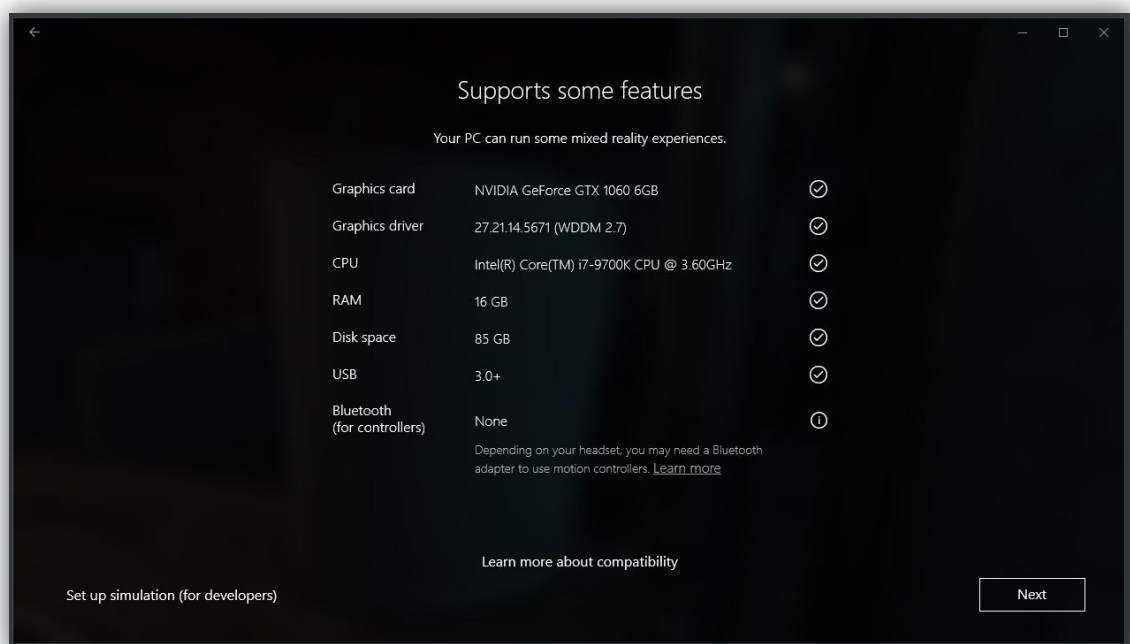 Supports some features
Your PC can run some mixed reality experiences.
Graphics card NVIDIA GeForce GTX 1060 6GB
Graphics driver 27.21.14.5671 (WDDM 2.7)
CPU Intel(R) Core(TM) i7-9700K CPU @ 3.60GHz
RAM 16 GB
Disk space 85 GB
USB 3.0+
Bluetooth
(for controllers) None
Depending on your headset, you may need a Bluetooth
adapter to use motion controllers. Learn more
Learn more about compatibility
Set up simulation (for developers) Next